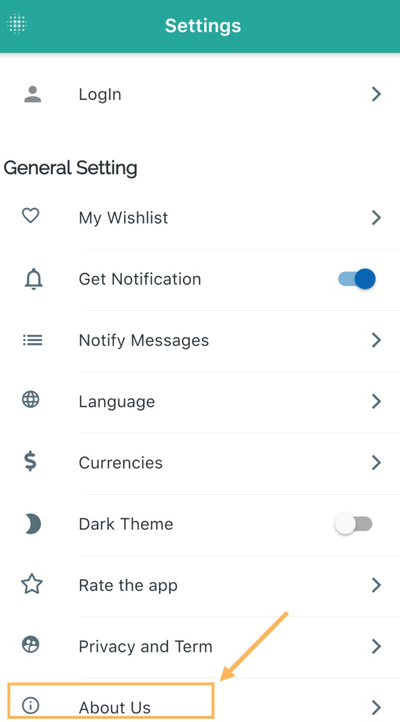 Settings
LogIn
General Setting
My Wishlist
Get Notification
Notify Messages
Language
Currencies
Dark Theme
Rate the app
Privacy and Term
About Us